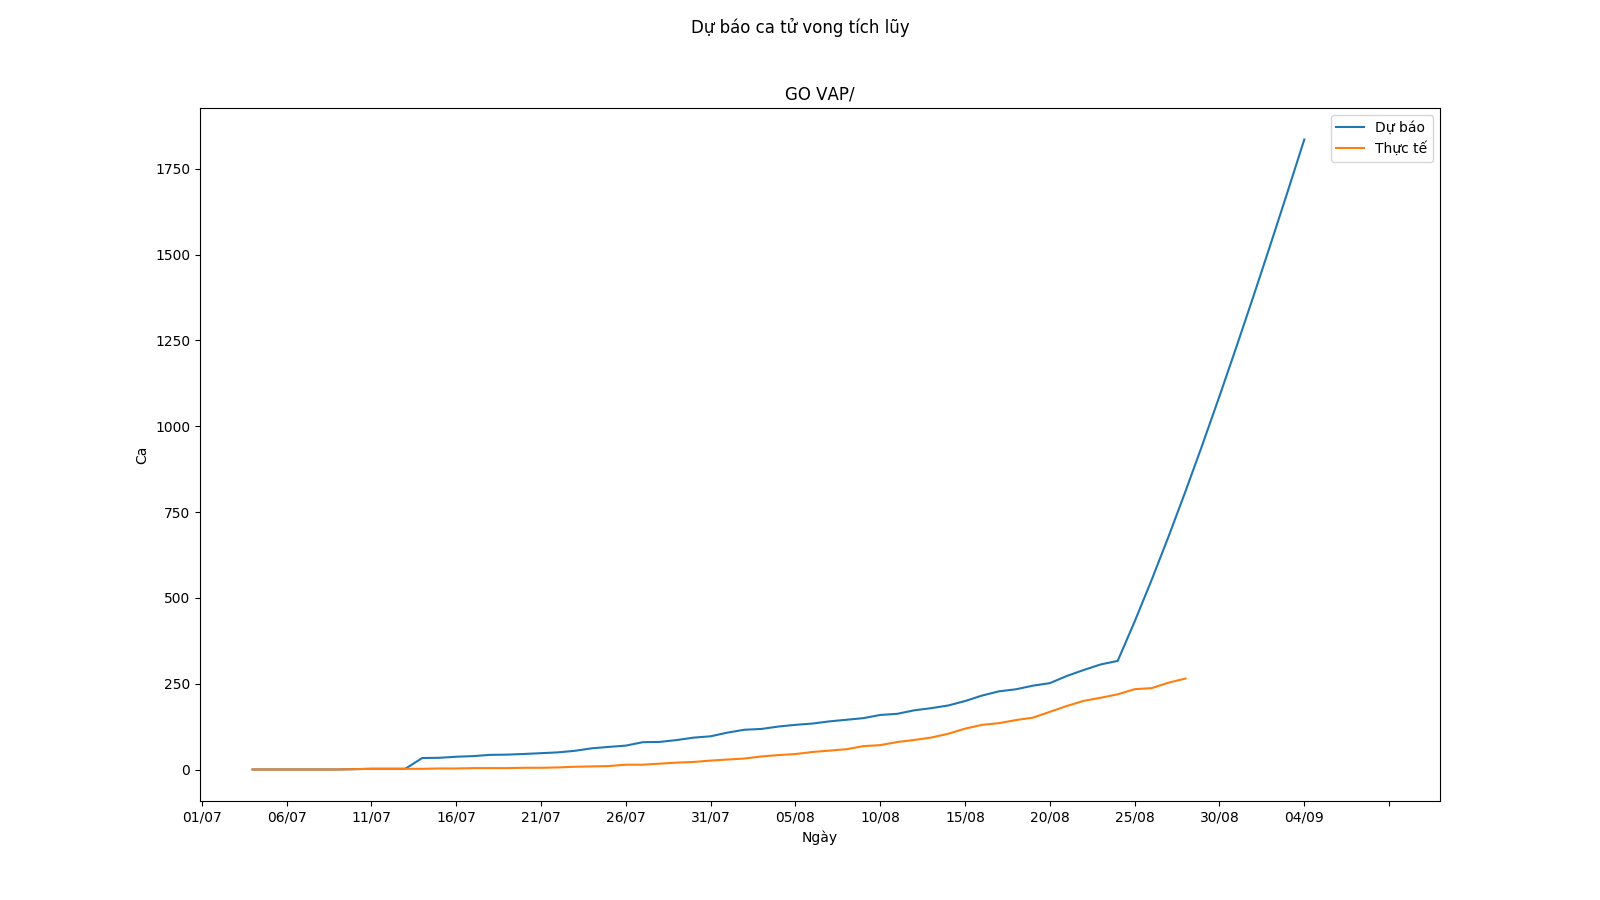 Dự báo ca tử vong tích lũy
GO VAP/
Dự báo
Thực tế
1750
1500
1250
1000
750
500
250
0
Ca
01/07 06/07 11/07 16/07 21/07 26/07 31/07 05/08 10/08 15/08 20/08 25/08 30/08 04/09
Ngày